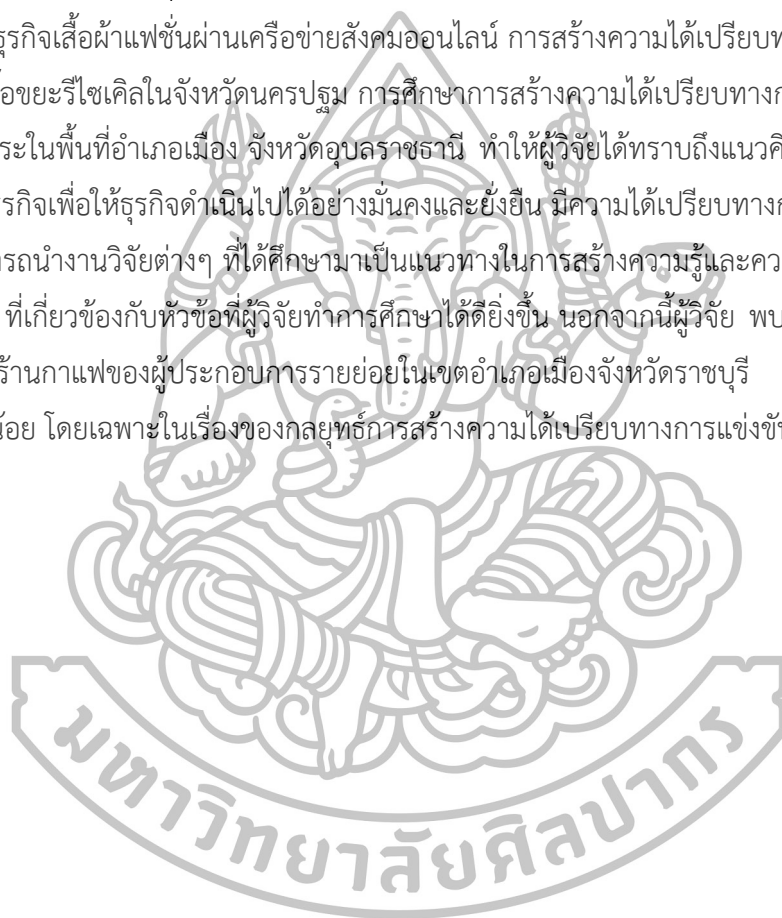 ธุรกิจเสื้อผ้าแฟชั่นผ่านเครือข่ายสังคมออนไลน์ การสร้างความได้เปรียบท
้อขยะรีไซเคิลในจังหวัดนครปฐม การศึกษาการสร้างความได้เปรียบทางก
ระในพื้นที่อำเภอเมือง จังหวัดอุบลราชธานี ทำให้ผู้วิจัยได้ทราบถึงแนวคิ
รกิจเพื่อให้ธุรกิจดำเนินไปได้อย่างมั่นคงและยั่งยืน มีความได้เปรียบทางก
ารถนำงานวิจัยต่างๆ ที่ได้ศึกษามาเป็นแนวทางในการสร้างความรู้และคว
ที่เกี่ยวข้องกับหัวข้อที่ผู้วิจัยทำการศึกษาได้ดียิ่งขึ้น นอกจากนี้ผู้วิจัย พบ
ร้านกาแฟของผู้ประกอบการรายย่อยในเขตอำเภอเมืองจังหวัดราชบุรี
น้อย โดยเฉพาะในเรื่องของกลยุทธ์การสร้างความได้เปรียบทางการแข่งขั
มหาวิทยาลัยศิลปากร